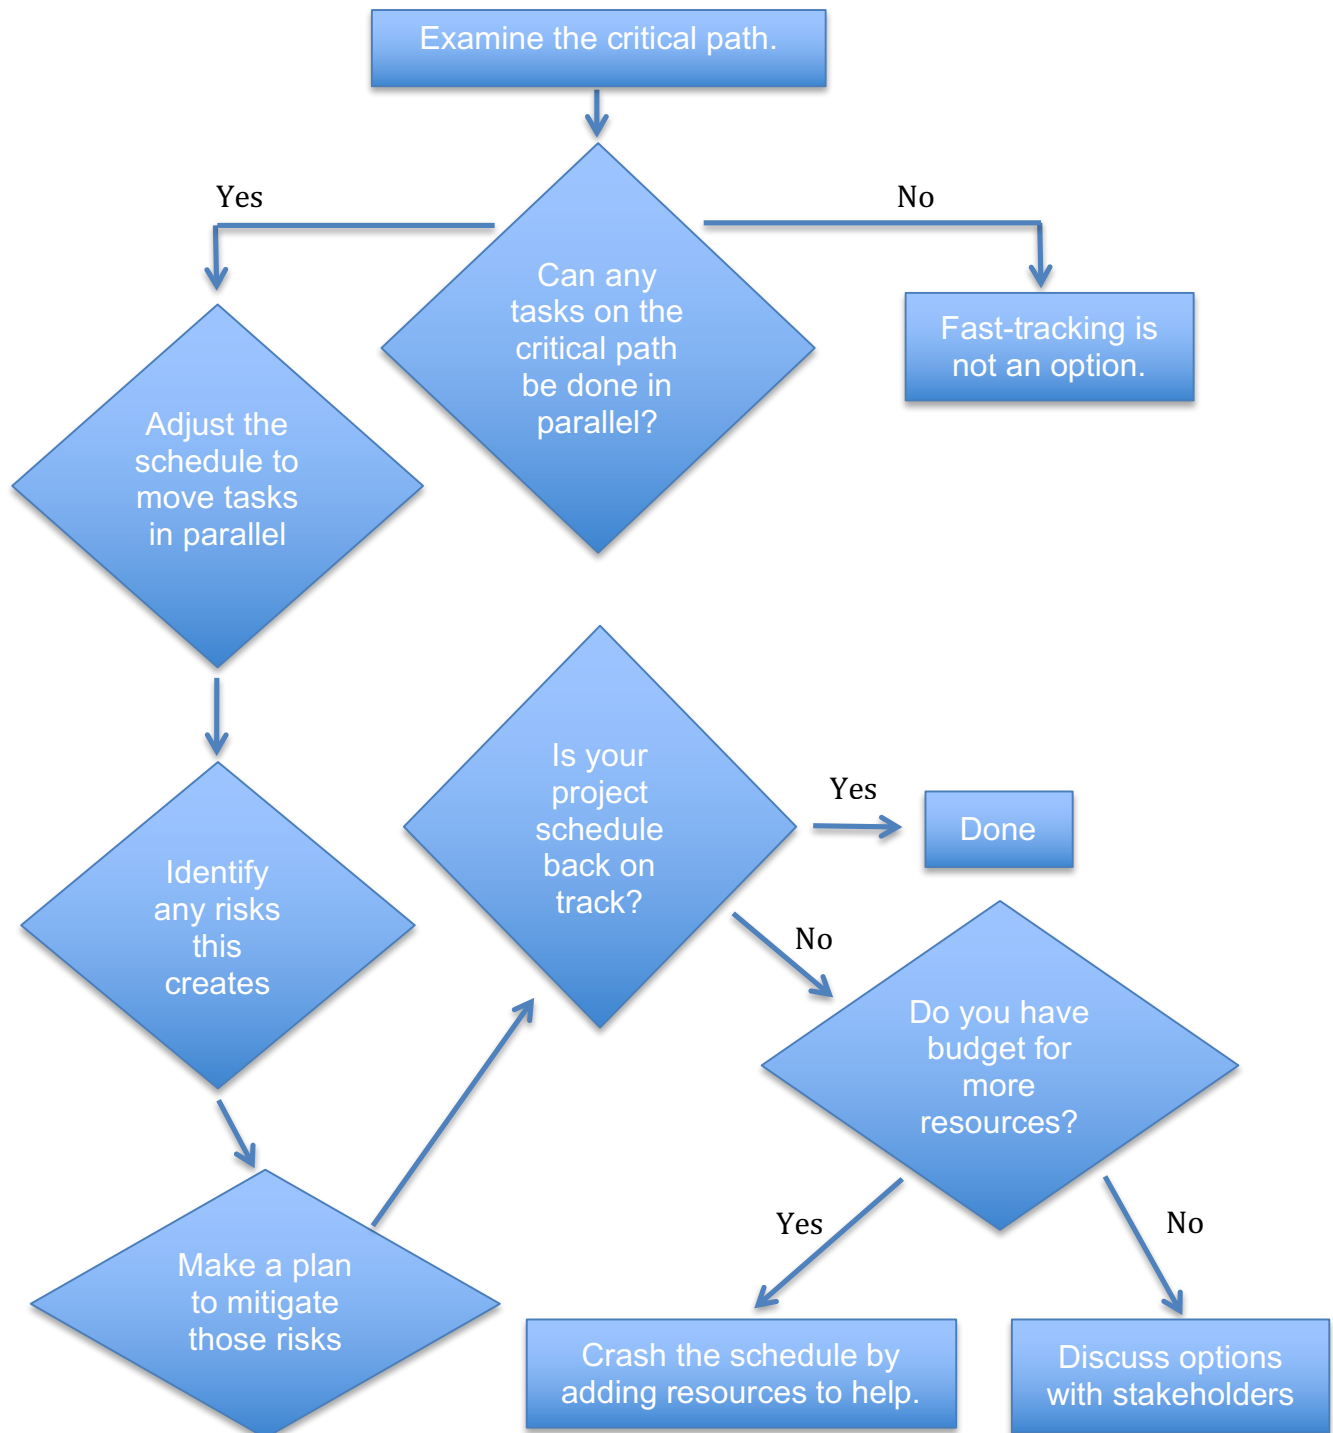 Examine the critical path.
Yes
No
Can any
tasks on the
critical path
be done in
parallel?
Fast-tracking is
not an option.
Adjust the
schedule to
move tasks
in parallel
Is your
project
schedule
back on
track?
Yes
Done
Identify
any risks
this
creates
No
Do you have
budget for
more
resources?
Yes
No
Make a plan
to mitigate
those risks
Crash the schedule by
adding resources to help.
Discuss options
with stakeholders